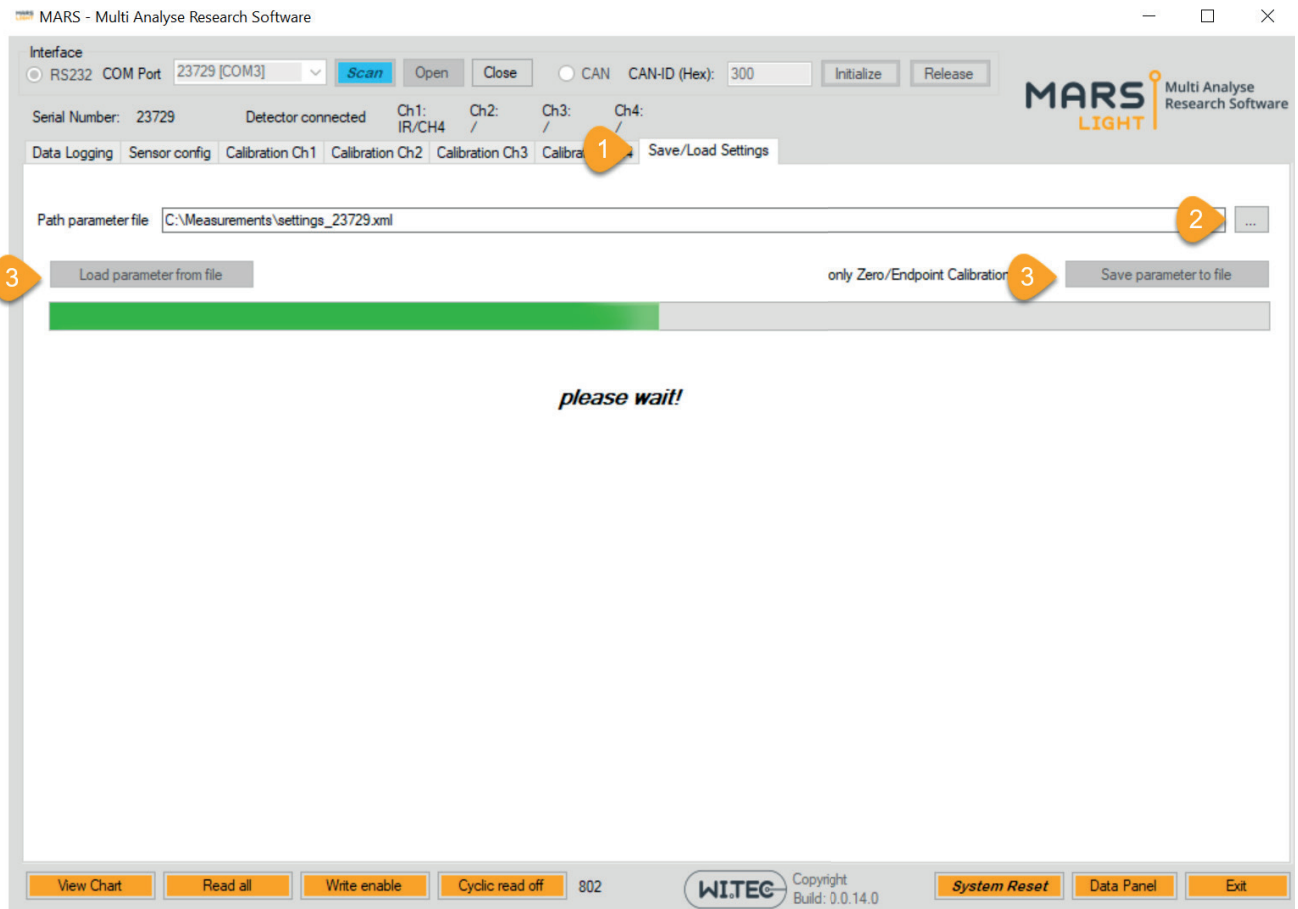 MARS - Multi Analyse Research Software
Interface
RS232 COM Port 23729 [COM3] Scan Open Close CAN CAN-ID (Hex): 300 Initialize Release
MARS LIGHT
Multi Analyse
Research Software
Serial Number: 23729 Detector connected Ch1: IR/CH4 Ch2: / Ch3: / Ch4: /
Data Logging Sensor config Calibration Ch1 Calibration Ch2 Calibration Ch3 1 Save/Load Settings
Path parameter file C:\Measurements\settings_23729.xml 2 ...
3 Load parameter from file only Zero/Endpoint Calibration 3 Save parameter to file
please wait!
View Chart Read all Write enable Cyclic read off 802 WI.TEC Copyright System Reset Data Panel Exit
Build: 0.0.14.0